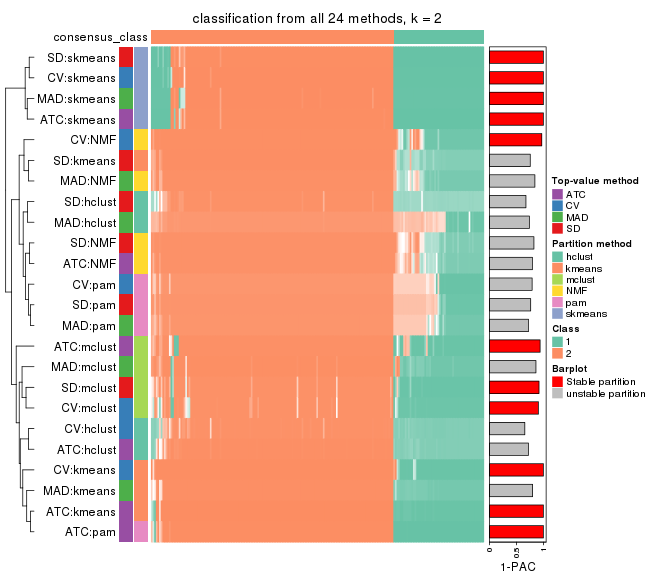 classification from all 24 methods, k = 2
consensus_class
SD:skmeans
CV:skmeans
MAD:skmeans
ATC:skmeans
CV:NMF
SD:kmeans
MAD:NMF
SD:hclust
MAD:hclust
SD:NMF
ATC:NMF
CV:pam
SD:pam
MAD:pam
ATC:mclust
MAD:mclust
SD:mclust
CV:mclust
CV:hclust
ATC:hclust
CV:kmeans
MAD:kmeans
ATC:kmeans
ATC:pam
0
0.5
1
1-PAC
Top-value method
ATC
CV
MAD
SD
Partition method
hclust
kmeans
mclust
NMF
pam
skmeans
Class
1
2
Barplot
Stable partition
unstable partition